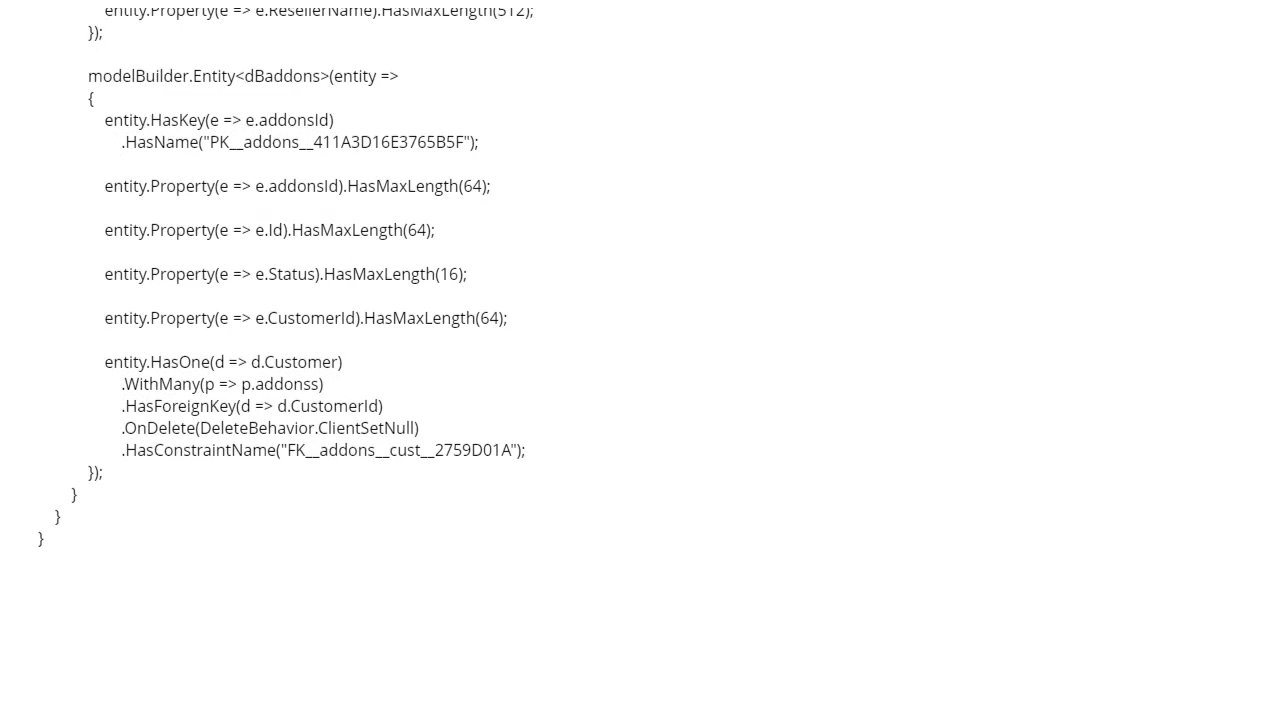 entity.Property(e => e.ResellerName).HasMaxLength(512);
});
modelBuilder.Entity<dBaddons>(entity =>
{
entity.HasKey(e => e.addonsId)
.HasName("PK__addons__411A3D16E3765B5F");
entity.Property(e => e.addonsId).HasMaxLength(64);
entity.Property(e => e.Id).HasMaxLength(64);
entity.Property(e => e.Status).HasMaxLength(16);
entity.Property(e => e.CustomerId).HasMaxLength(64);
entity.HasOne(d => d.Customer)
.WithMany(p => p.addonss)
.HasForeignKey(d => d.CustomerId)
.OnDelete(DeleteBehavior.ClientSetNull)
.HasConstraintName("FK__addons__cust__2759D01A");
});
}
}
}